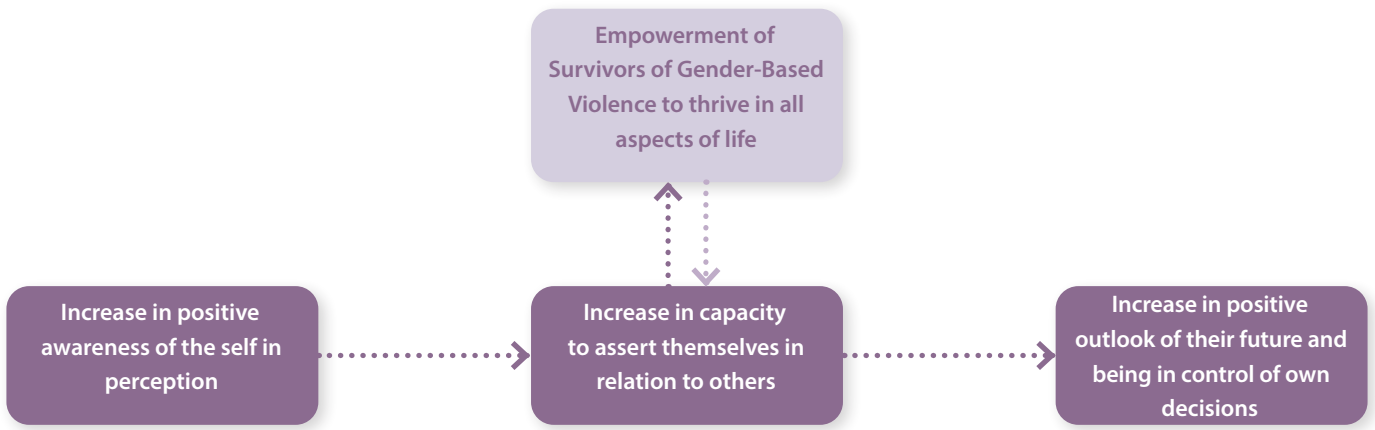 Empowerment of
Survivors of Gender-Based
Violence to thrive in all
aspects of life
Increase in positive
awareness of the self in
perception
Increase in capacity
to assert themselves in
relation to others
Increase in positive
outlook of their future and
being in control of own
decisions